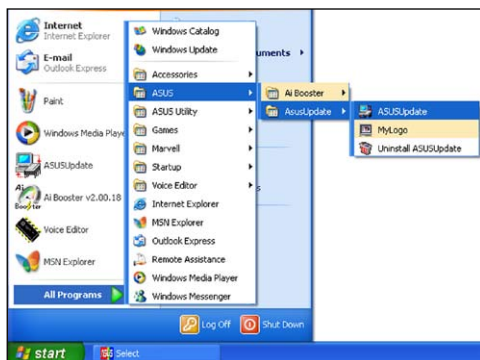 Internet
Internet Explorer
E-mail
Outlook Express
Paint
Windows Media Playe
ASUSUpdate
Ai Booster v2.00.18
Voice Editor
MSN Explorer
All Programs
Windows Catalog
Windows Update
Accessories
ASUS
ASUS Utility
Games
Marvell
Startup
Voice Editor
Internet Explorer
MSN Explorer
Outlook Express
Remote Assistance
Windows Media Player
Windows Messenger
uments
s
Ai Booster
AsusUpdate
ASUSUpdate
MyLogo
Uninstall ASUSUpdate
Log Off
Shut Down
start
Select